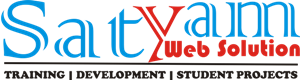 Satyam
Web Solution
TRAINING | DEVELOPMENT | STUDENT PROJECTS